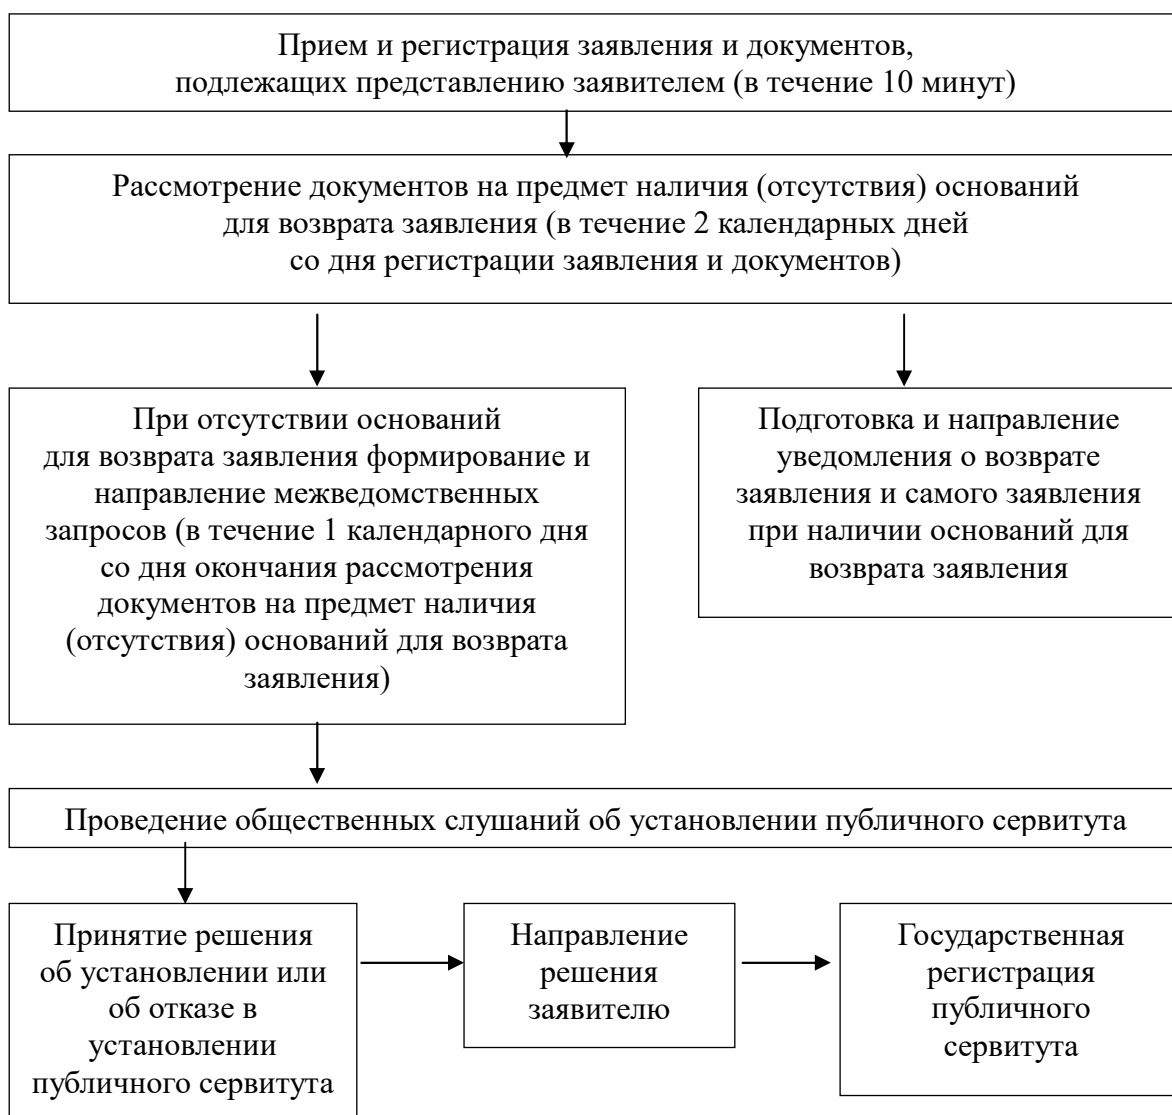 Прием и регистрация заявления и документов,
подлежащих представлению заявителем (в течение 10 минут)
Рассмотрение документов на предмет наличия (отсутствия) оснований
для возврата заявления (в течение 2 календарных дней
со дня регистрации заявления и документов)
При отсутствии оснований
для возврата заявления формирование и
направление межведомственных
запросов (в течение 1 календарного дня
со дня окончания рассмотрения
документов на предмет наличия
(отсутствия) оснований для возврата
заявления)
Подготовка и направление
уведомления о возврате
заявления и самого заявления
при наличии оснований для
возврата заявления
Проведение общественных слушаний об установлении публичного сервитута
Принятие решения
об установлении или
об отказе в
установлении
публичного сервитута
Направление
решения
заявителю
Государственная
регистрация
публичного
сервитута